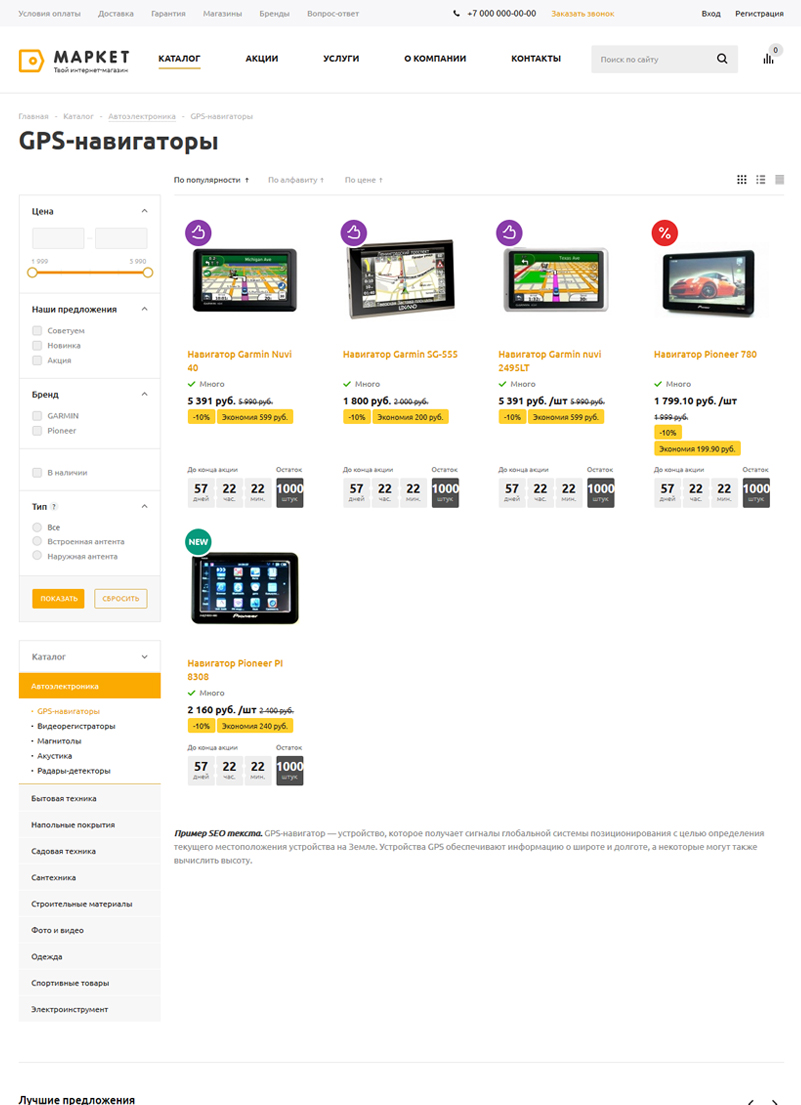 Условия оплаты Доставка Гарантия Магазины Бренды Вопрос-ответ +7 000 000-00-00 Заказать звонок Вход Регистрация
МАРКЕТ
Твой интернет-магазин
КАТАЛОГ АКЦИИ УСЛУГИ О КОМПАНИИ КОНТАКТЫ Поиск по сайту 0
Главная - Каталог - Автоэлектроника - GPS-навигаторы
GPS-навигаторы
По популярности ↑ По алфавиту ↑ По цене ↑
Цена
1 999 3 990
Наши предложения
Советуем
Новинка
Акция
Бренд
GARMIN
Pioneer
В наличии
Тип ?
Все
Встроенная антента
Наружная антента
ПОКАЗАТЬ СБРОСИТЬ
Каталог
Автоэлектроника
GPS-навигаторы
Видеорегистраторы
Магнитолы
Акустика
Радары-детекторы
Бытовая техника
Напольные покрытия
Садовая техника
Сантехника
Строительные материалы
Фото и видео
Одежда
Спортивные товары
Электроинструмент
Michigan Ave
Навигатор Garmin Nuvi
40
Много
5 391 руб. 5 990 руб.
-10% Экономия 599 руб.
До конца акции Остаток
57 22 22 1000
дней час. мин. штук
LEXAND
Навигатор Garmin SG-555
Много
1 800 руб. 2 000 руб.
-10% Экономия 200 руб.
До конца акции Остаток
57 22 22 1000
дней час. мин. штук
Texas Ave
Навигатор Garmin nuvi
2495LT
Много
5 391 руб. /шт 5 990 руб.
-10% Экономия 599 руб.
До конца акции Остаток
57 22 22 1000
дней час. мин. штук
%
Навигатор Pioneer 780
Много
1 799.10 руб. /шт
1 999 руб.
-10%
Экономия 199.90 руб.
До конца акции Остаток
57 22 22 1000
дней час. мин. штук
NEW
Pioneer
Навигатор Pioneer PI
8308
Много
2 160 руб. /шт 2 400 руб.
-10% Экономия 240 руб.
До конца акции Остаток
57 22 22 1000
дней час. мин. штук
Пример SEO текста. GPS-навигатор — устройство, которое получает сигналы глобальной системы позиционирования с целью определения
текущего местоположения устройства на Земле. Устройства GPS обеспечивают информацию о широте и долготе, а некоторые могут также
вычислить высоту.
Лучшие предложения